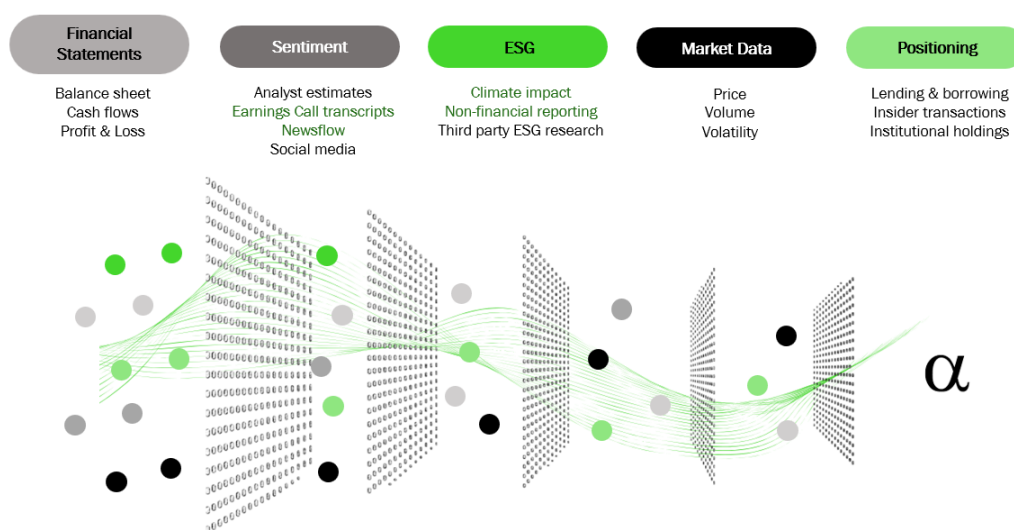 Financial
Statements
Balance sheet
Cash flows
Profit & Loss
Sentiment
Analyst estimates
Earnings Call transcripts
Newsflow
Social media
ESG
Climate impact
Non-financial reporting
Third party ESG research
Market Data
Price
Volume
Volatility
Positioning
Lending & borrowing
Insider transactions
Institutional holdings
α